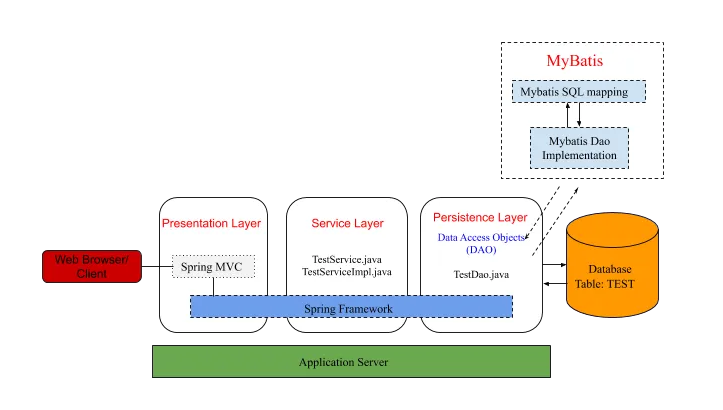 MyBatis
Mybatis SQL mapping
Mybatis Dao
Implementation
Presentation Layer
Service Layer
Persistence Layer
Data Access Objects
(DAO)
Web Browser/
Client
Spring MVC
TestService.java
TestServiceImpl.java
TestDao.java
Database
Table: TEST
Spring Framework
Application Server